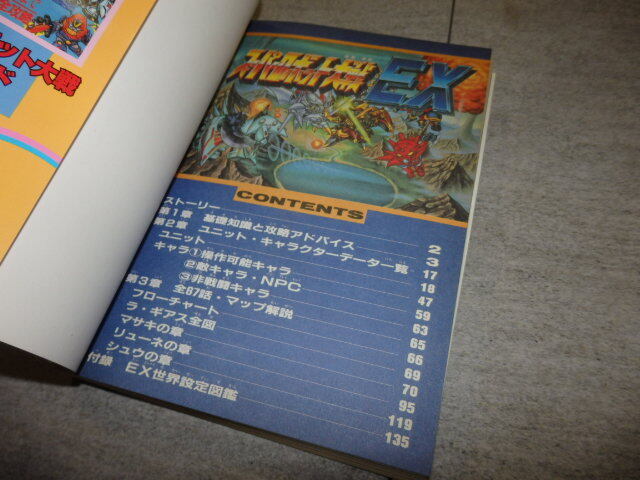 全攻略
ット大戦
ド
スーパーロボット大戦
EX
CONTENTS
ストーリー 2
第1章 基礎知識と攻略アドバイス 3
第2章 ユニット・キャラクターデータ一覧 17
ユニット 18
キャラ①操作可能キャラ 47
②敵キャラ・NPC 59
③非戦闘キャラ 63
第3章 全67話・マップ解説 65
フローチャート 66
ラ・ギアス全図 69
マサキの章 70
リューネの章 95
シュウの章 119
付録 EX世界設定図鑑 135